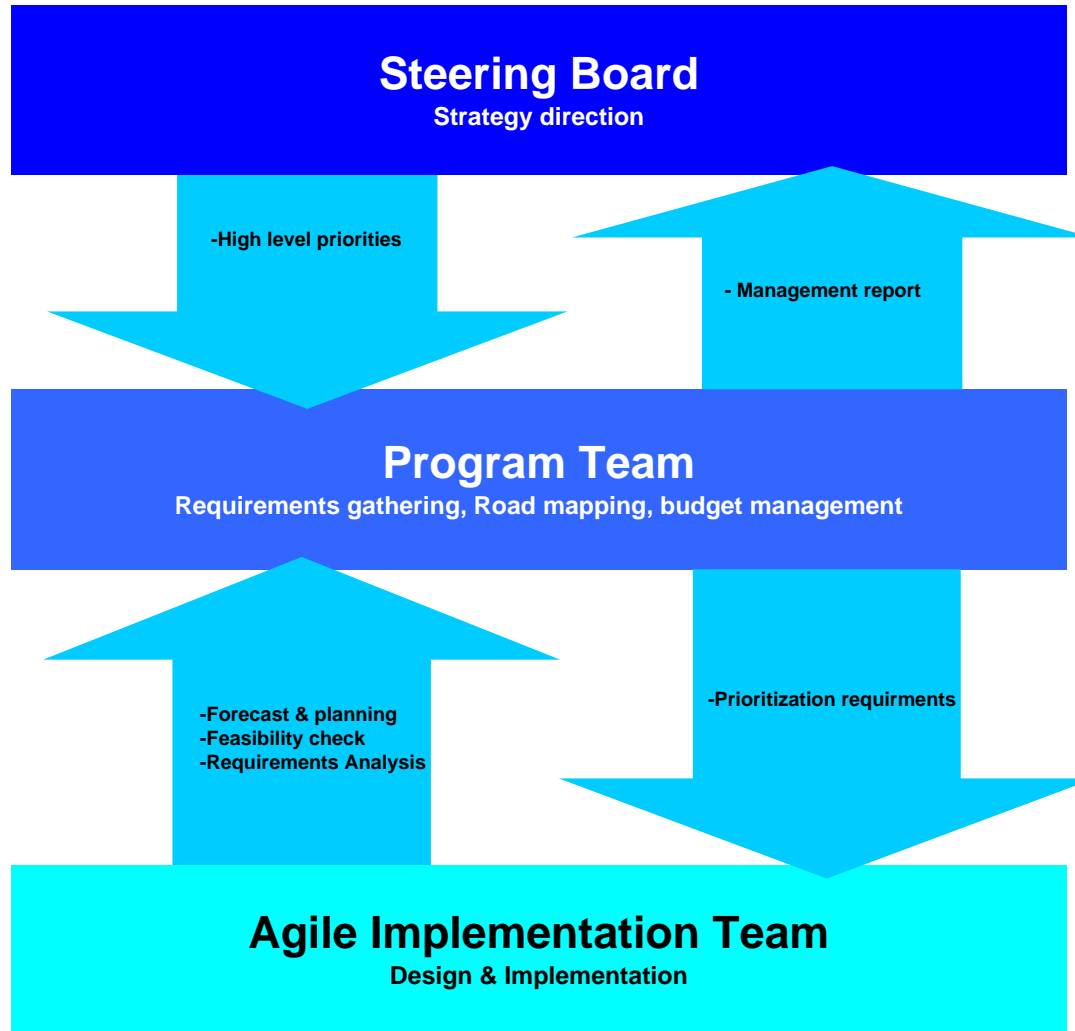 Steering Board
Strategy direction
-High level priorities
- Management report
Program Team
Requirements gathering, Road mapping, budget management
-Forecast & planning
-Feasibility check
-Requirements Analysis
-Prioritization requirments
Agile Implementation Team
Design & Implementation